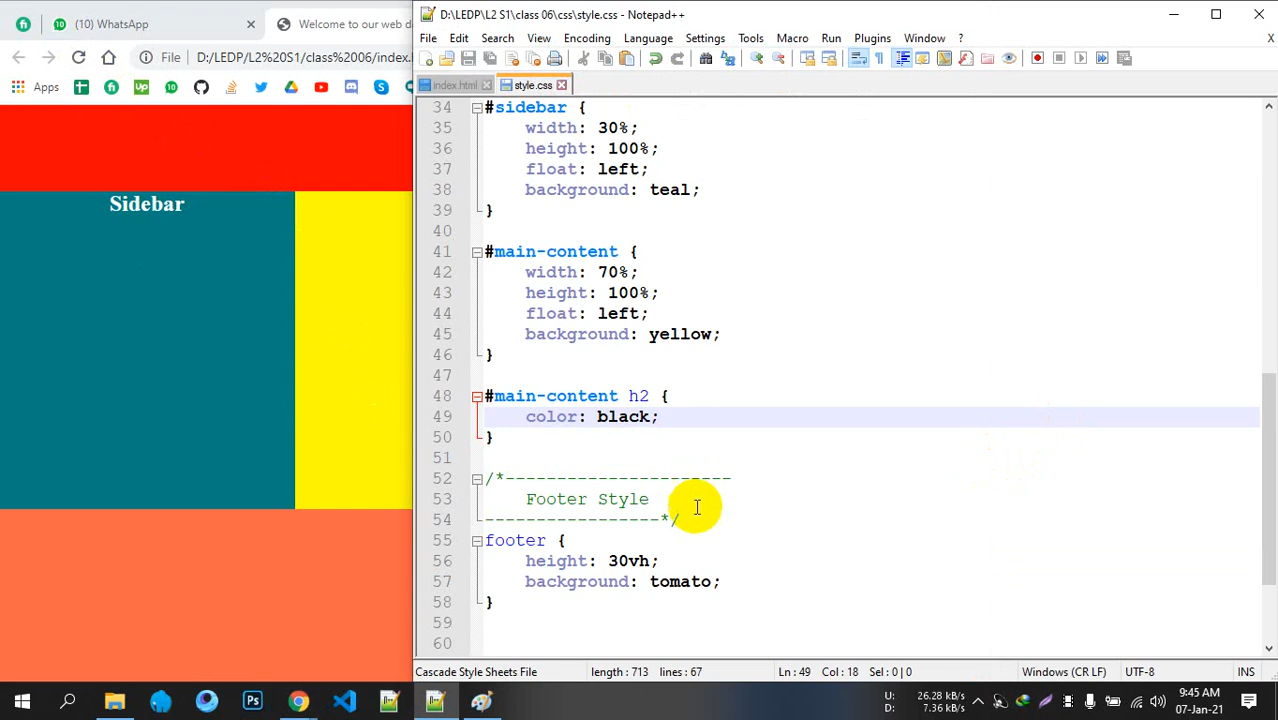 (10) WhatsApp
Welcome to our web d
File
D:/LEDP/L2%20S1/class%2006/index.
Apps
Sidebar
D:\LEDP\L2 S1\class 06\css\style.css - Notepad++
File Edit Search View Encoding Language Settings Tools Macro Run Plugins Window ? X
index.html style.css
34 #sidebar {
35 width: 30%;
36 height: 100%;
37 float: left;
38 background: teal;
39 }
40
41 #main-content {
42 width: 70%;
43 height: 100%;
44 float: left;
45 background: yellow;
46 }
47
48 #main-content h2 {
49 color: black;
50 }
51
52 /*----------------------
53 Footer Style
54 -----------------*/
55 footer {
56 height: 30vh;
57 background: tomato;
58 }
59
60
Cascade Style Sheets File length : 713 lines : 67 Ln : 49 Col : 18 Sel : 0 | 0 Windows (CR LF) UTF-8 INS
U: 26.28 kB/s
D: 7.36 kB/s
9:45 AM
07-Jan-21